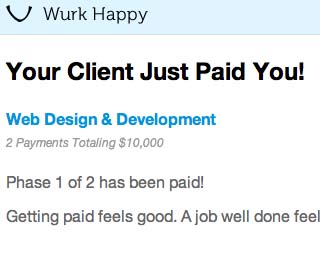 Wurk Happy
Your Client Just Paid You!
Web Design & Development
2 Payments Totaling $10,000
Phase 1 of 2 has been paid!
Getting paid feels good. A job well done feel